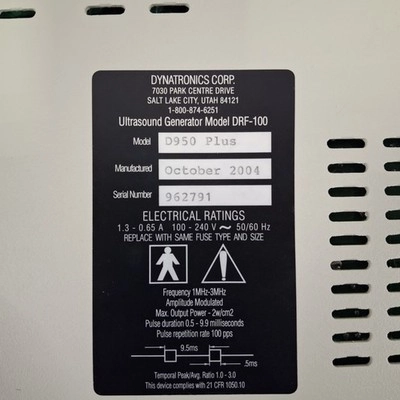 DYNATRONICS CORP.
7030 PARK CENTRE DRIVE
SALT LAKE CITY, UTAH 84121
1-800-874-6251
Ultrasound Generator Model DRF-100
Model D950 Plus
Manufactured October 2004
Serial Number 962791
ELECTRICAL RATINGS
1.3 - 0.65 A 100 - 240 V ~ 50/60 Hz
REPLACE WITH SAME FUSE TYPE AND SIZE
Frequency 1MHz-3MHz
Amplitude Modulated
Max. Output Power - 2w/cm2
Pulse duration 0.5 - 9.9 milliseconds
Pulse repetition rate 100 pps
9.5ms
.5ms
Temporal Peak/Avg. Ratio 1.0 - 3.0
This device complies with 21 CFR 1050.10